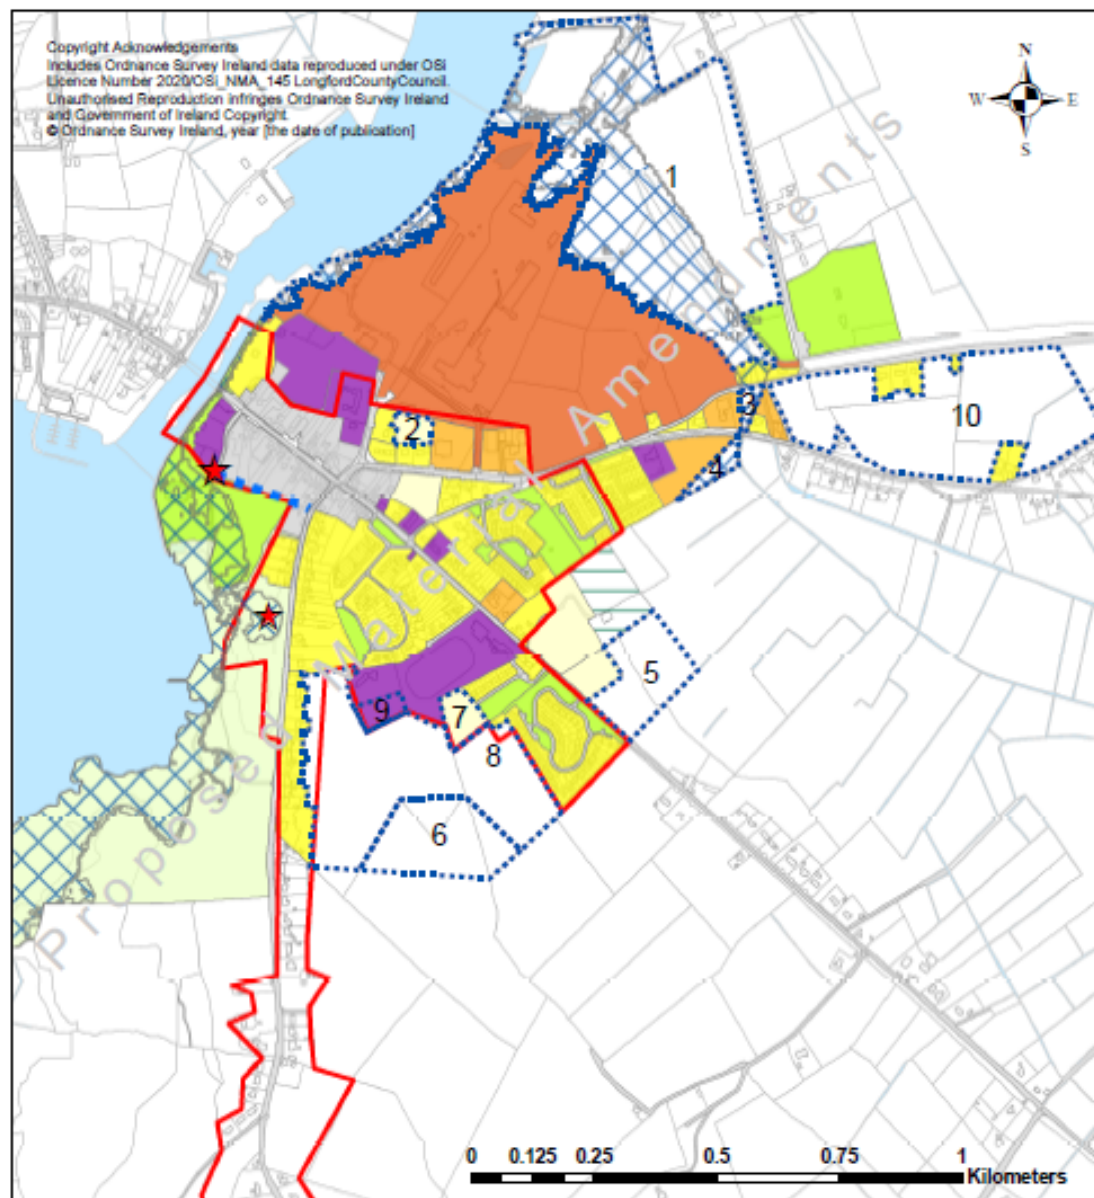 Copyright Acknowledgements
Includes Ordnance Survey Ireland data reproduced under OSi
Licence Number 2020/OSi_NMA_145 LongfordCountyCouncil.
Unauthorised Reproduction infringes Ordnance Survey Ireland
and Government of Ireland Copyright.
© Ordnance Survey Ireland, year [the date of publication]
N
W E
S
1
2
3
4
10
5
9
7
8
6
Proposed Material Amendments
0 0.125 0.25 0.5 0.75 1
Kilometers